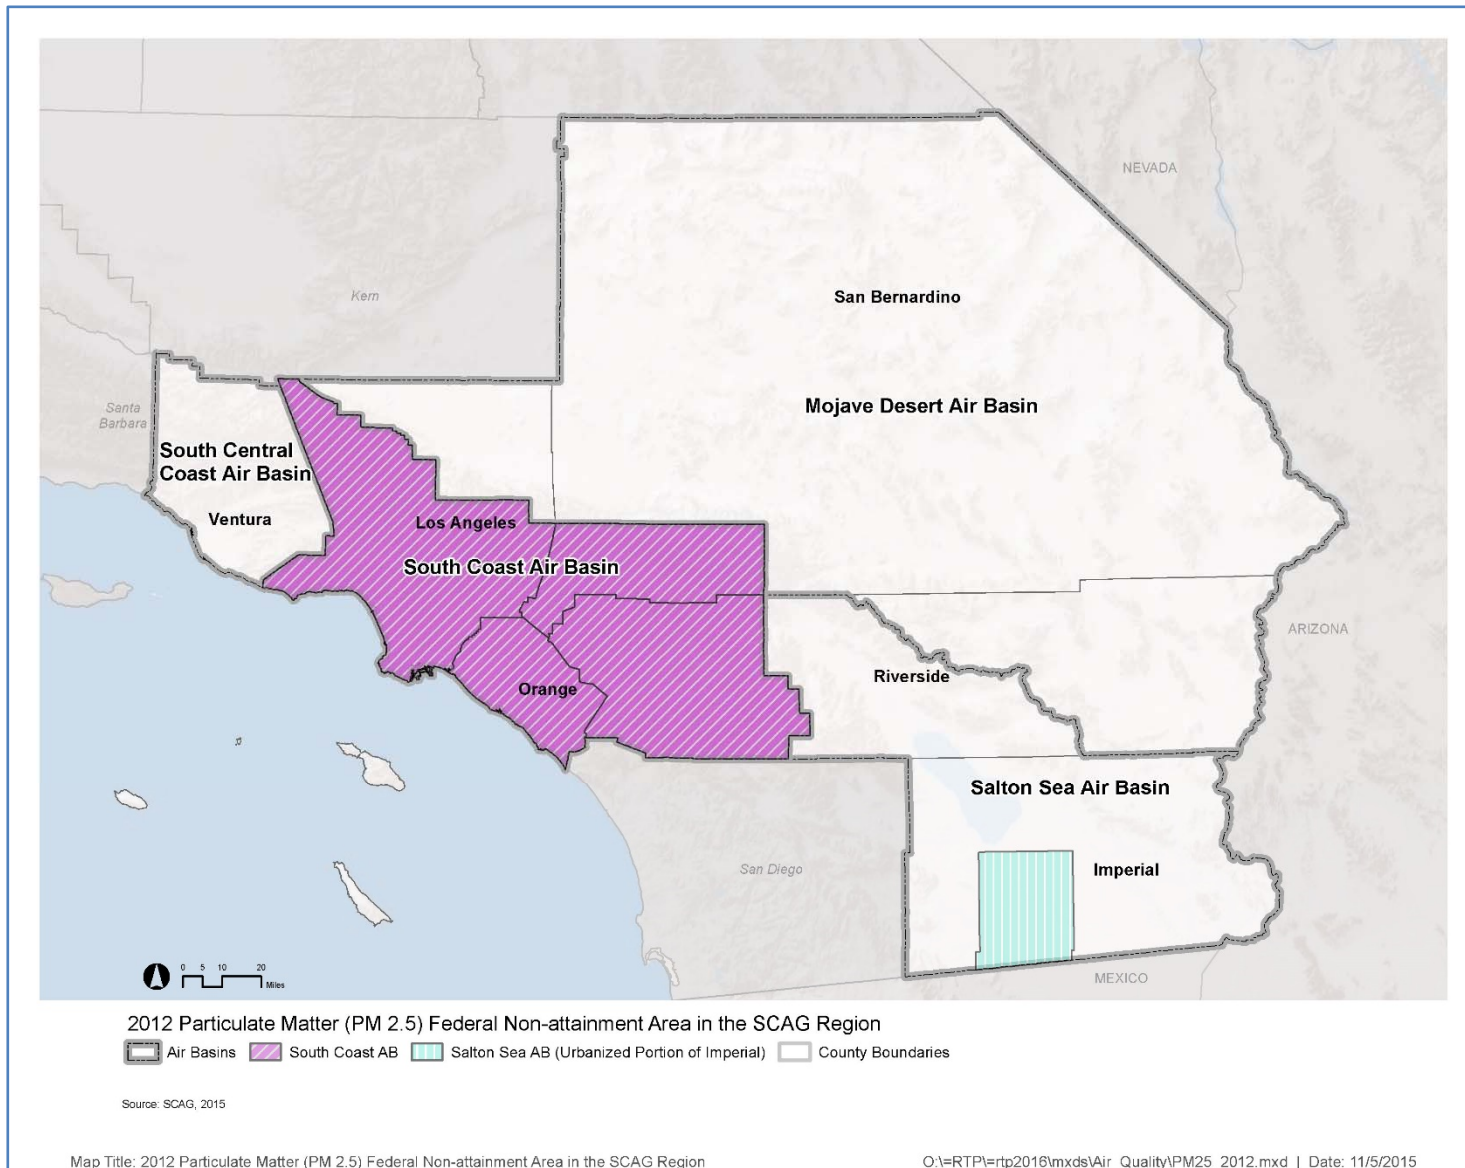 NEVADA
San Bernardino
Kern
Mojave Desert Air Basin
Santa
Barbara
South Central
Coast Air Basin
Ventura
Los Angeles
South Coast Air Basin
ARIZONA
Riverside
Orange
Salton Sea Air Basin
San Diego
Imperial
MEXICO
0 5 10 20
Miles
2012 Particulate Matter (PM 2.5) Federal Non-attainment Area in the SCAG Region
Air Basins South Coast AB Salton Sea AB (Urbanized Portion of Imperial) County Boundaries
Source: SCAG, 2015
Map Title: 2012 Particulate Matter (PM 2.5) Federal Non-attainment Area in the SCAG Region O:\=RTP\=rtp2016\mxds\Air_Quality\PM25_2012.mxd | Date: 11/5/2015